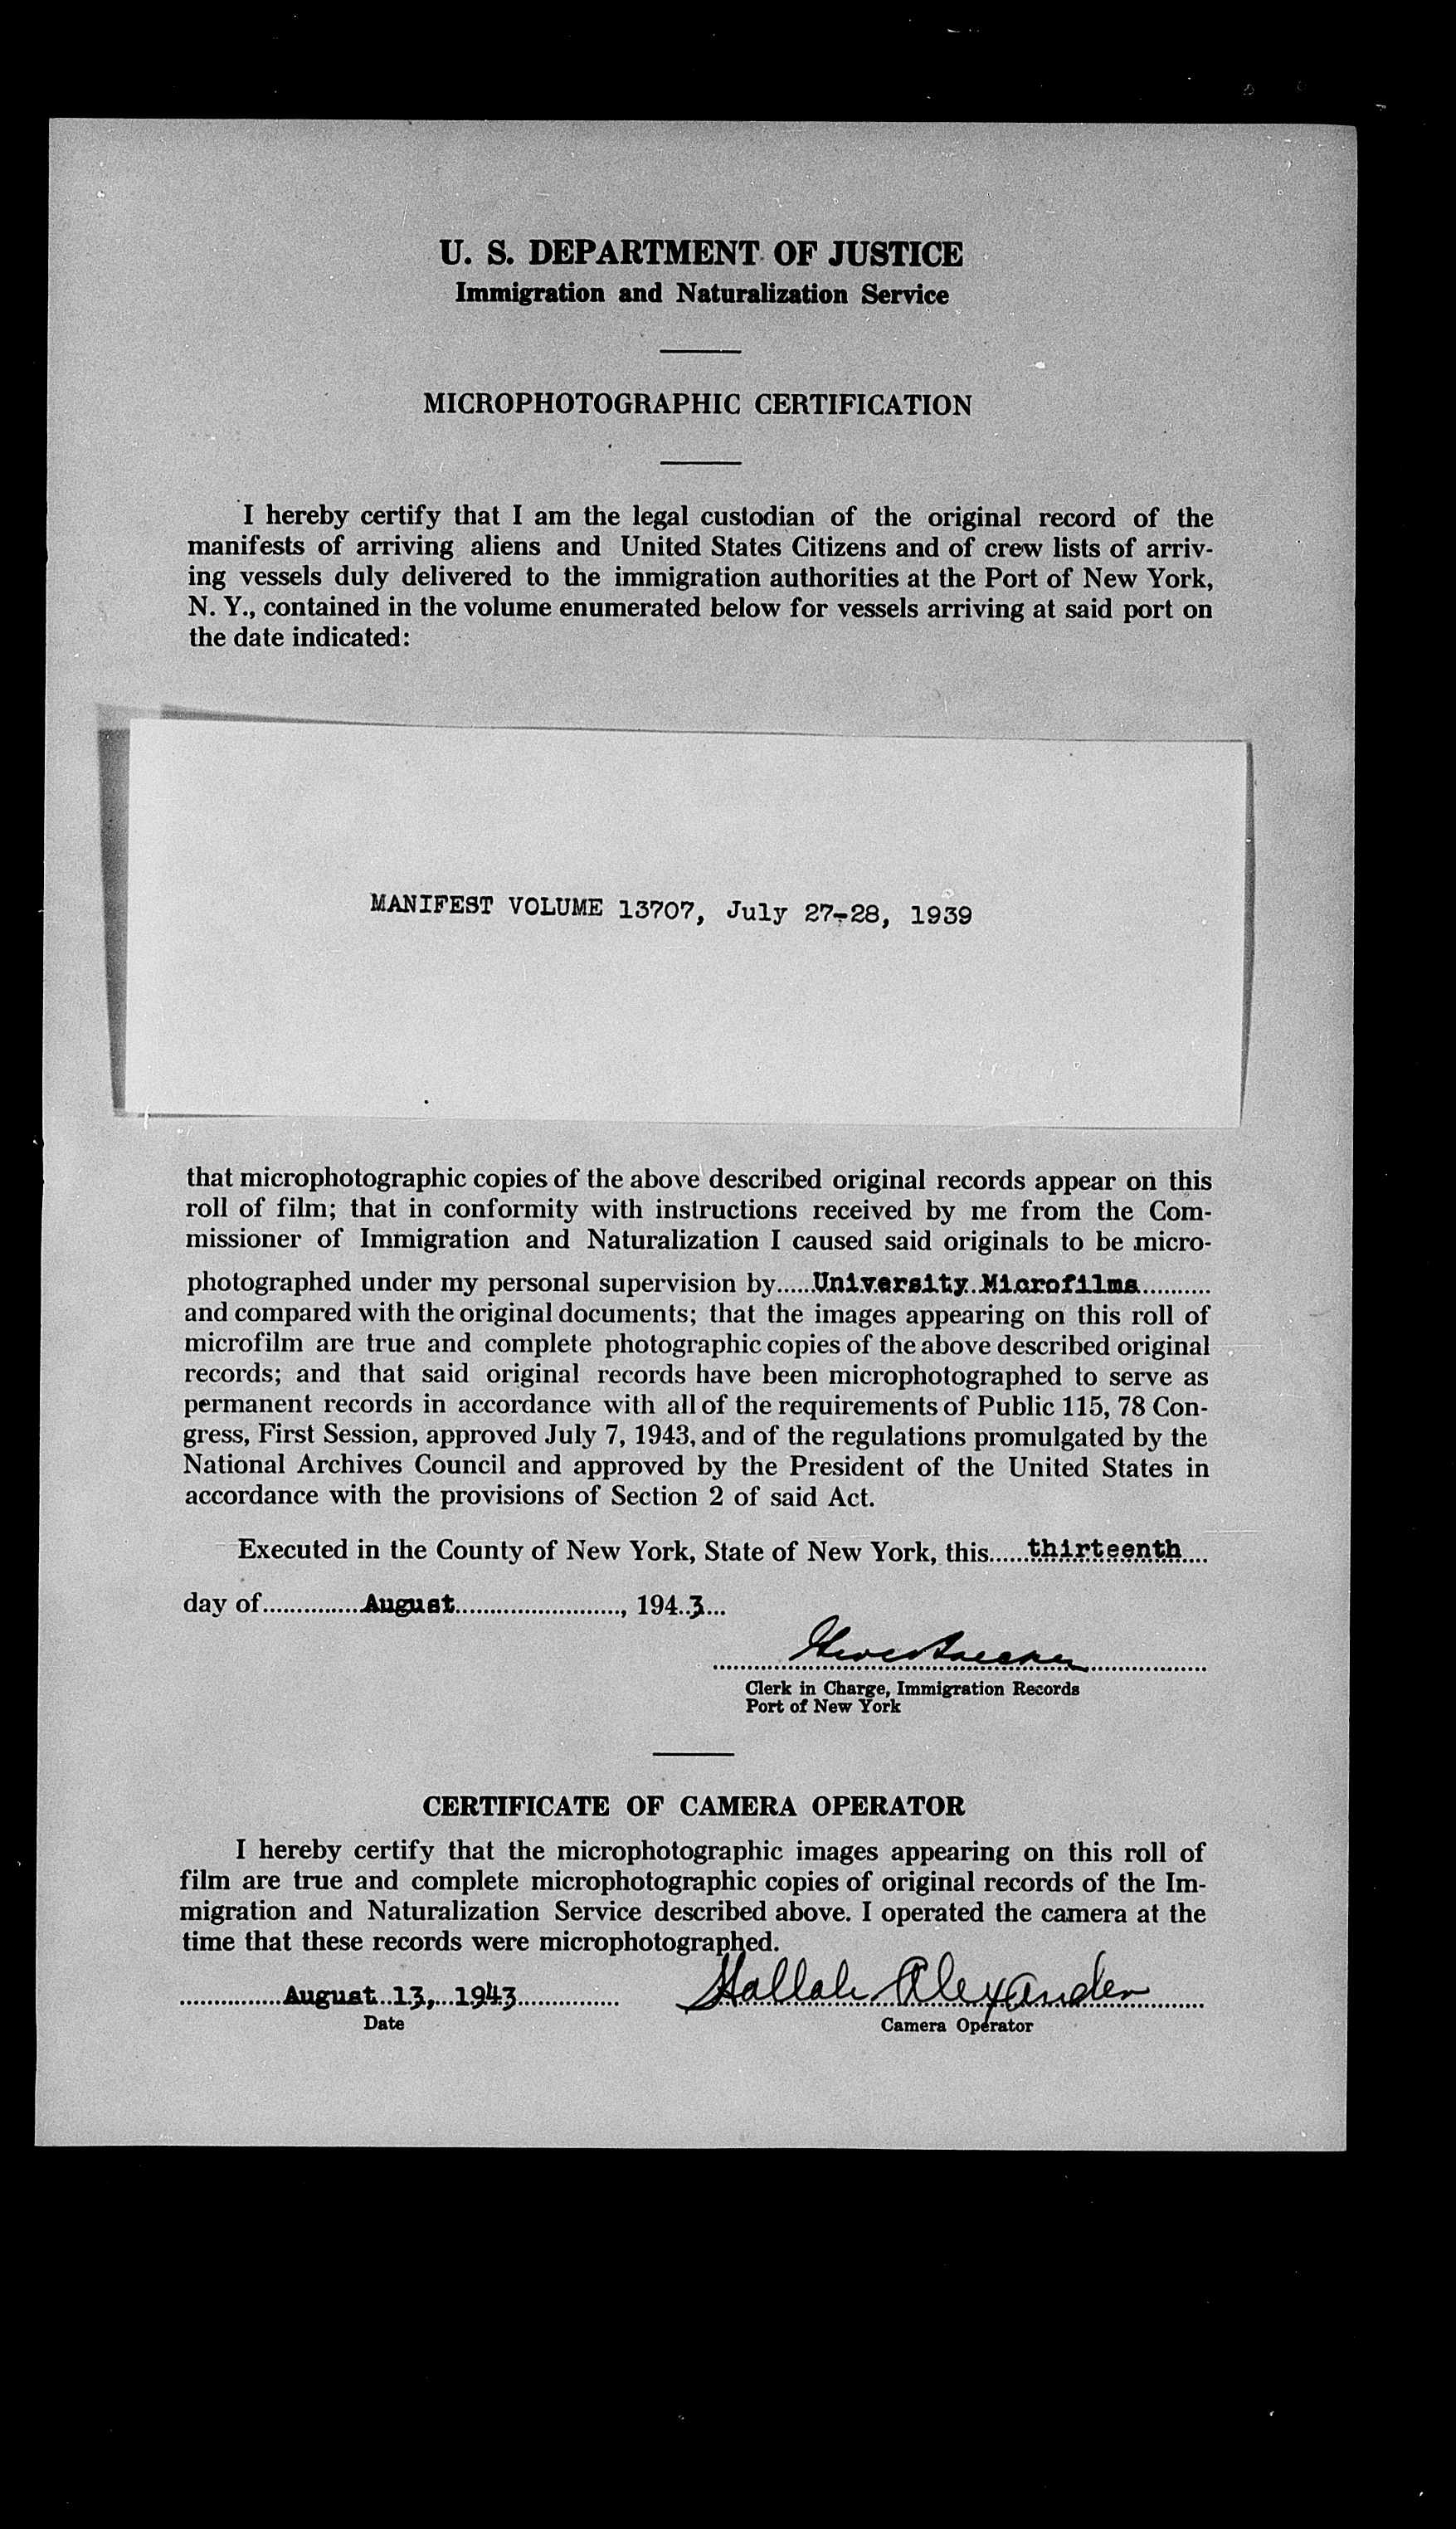 U. S. DEPARTMENT OF JUSTICE
Immigration and Naturalization Service
MICROPHOTOGRAPHIC CERTIFICATION
I hereby certify that I am the legal custodian of the original record of the
manifests of arriving aliens and United States Citizens and of crew lists of arriv-
ing vessels duly delivered to the immigration authorities at the Port of New York,
N. Y., contained in the volume enumerated below for vessels arriving at said port on
the date indicated:
MANIFEST VOLUME 13707, July 27-28, 1939
that microphotographic copies of the above described original records appear on this
roll of film; that in conformity with instructions received by me from the Com-
missioner of Immigration and Naturalization I caused said originals to be micro-
photographed under my personal supervision by.....University Microfilms...........
and compared with the original documents; that the images appearing on this roll of
microfilm are true and complete photographic copies of the above described original
records; and that said original records have been microphotographed to serve as
permanent records in accordance with all of the requirements of Public 115, 78 Con-
gress, First Session, approved July 7, 1943, and of the regulations promulgated by the
National Archives Council and approved by the President of the United States in
accordance with the provisions of Section 2 of said Act.
Executed in the County of New York, State of New York, this......thirteenth....
day of..............August........................, 194..3...
Clerk in Charge, Immigration Records
Port of New York
CERTIFICATE OF CAMERA OPERATOR
I hereby certify that the microphotographic images appearing on this roll of
film are true and complete microphotographic copies of original records of the Im-
migration and Naturalization Service described above. I operated the camera at the
time that these records were microphotographed.
...............August 13, 1943............... Hallah Alexander
Date
Camera Operator